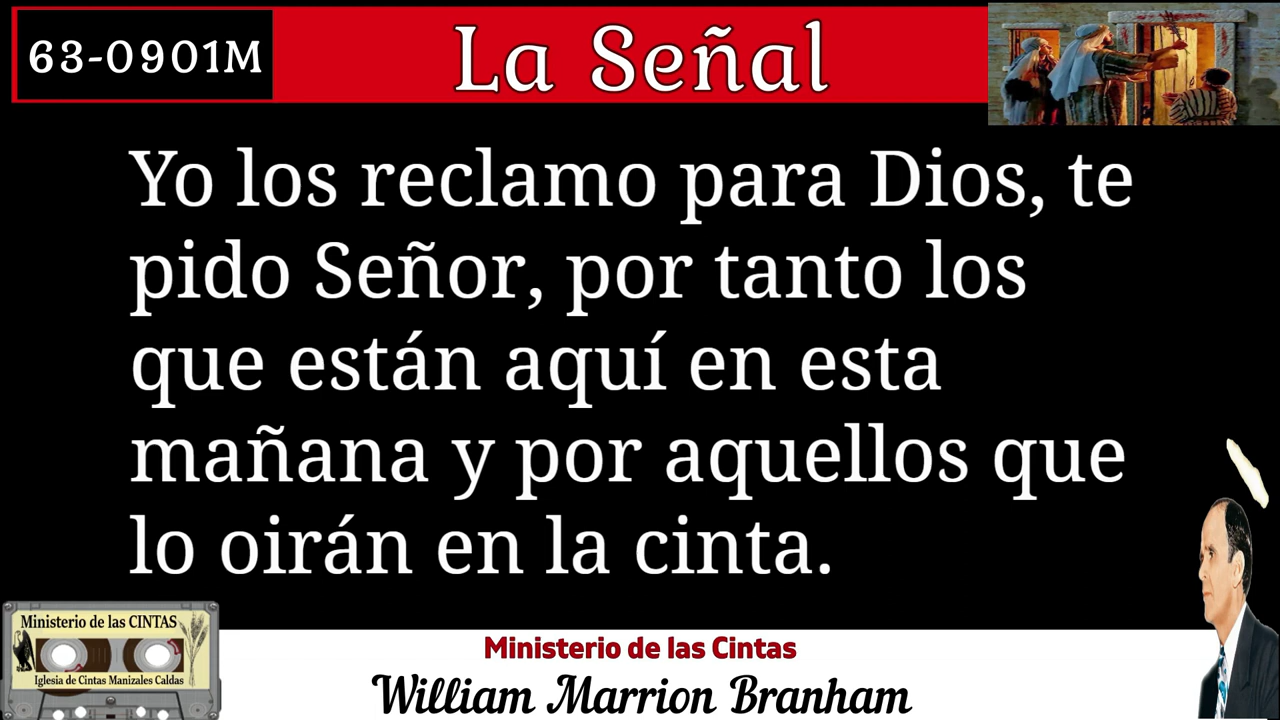 63-0901M
La Señal
Yo los reclamo para Dios, te
pido Señor, por tanto los
que están aquí en esta
mañana y por aquellos que
lo oirán en la cinta.
Ministerio de las CINTAS
Iglesia de Cintas Manizales Caldas
Ministerio de las Cintas
William Marrion Branham